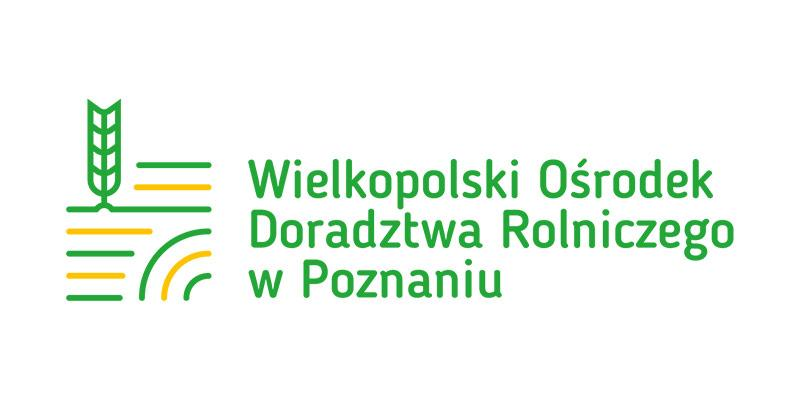 Wielkopolski Ośrodek
Doradztwa Rolniczego
w Poznaniu